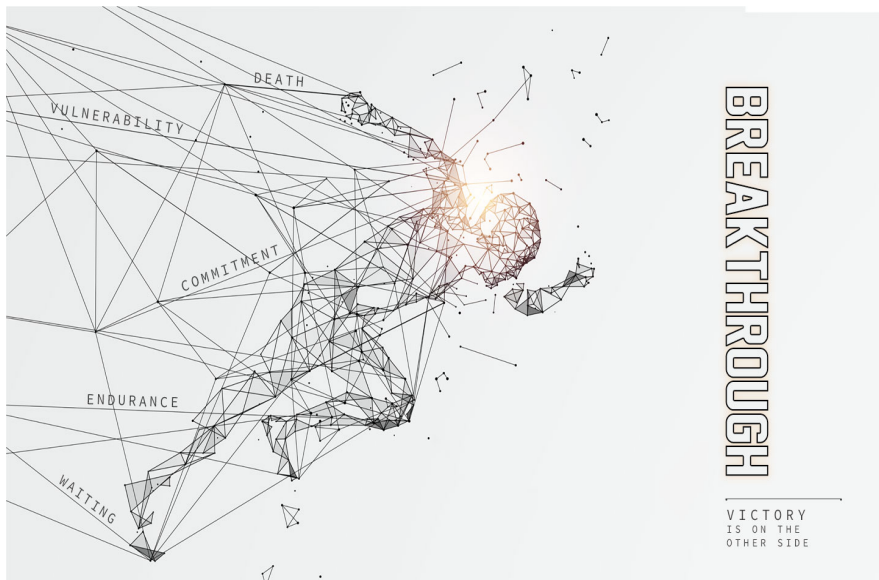 DEATH
VULNERABILITY
COMMITMENT
ENDURANCE
WAITING
BREAKTHROUGH
VICTORY
IS ON THE
OTHER SIDE